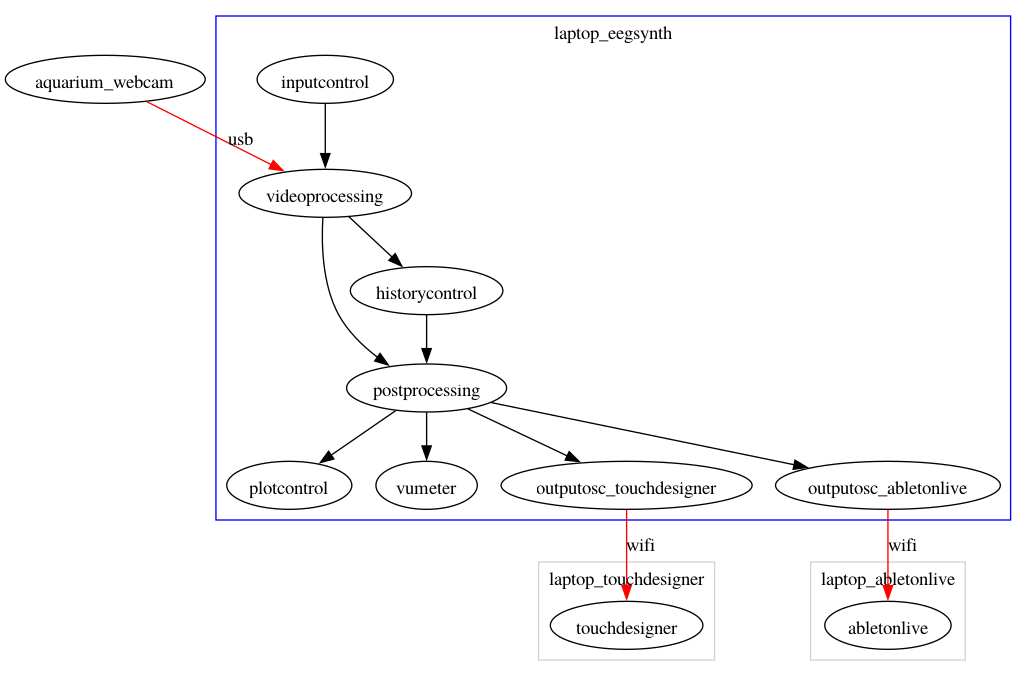 laptop_eegsynth
aquarium_webcam
inputcontrol
usb
videoprocessing
historycontrol
postprocessing
plotcontrol
vumeter
outputosc_touchdesigner
outputosc_abletonlive
wifi
wifi
laptop_touchdesigner
laptop_abletonlive
touchdesigner
abletonlive